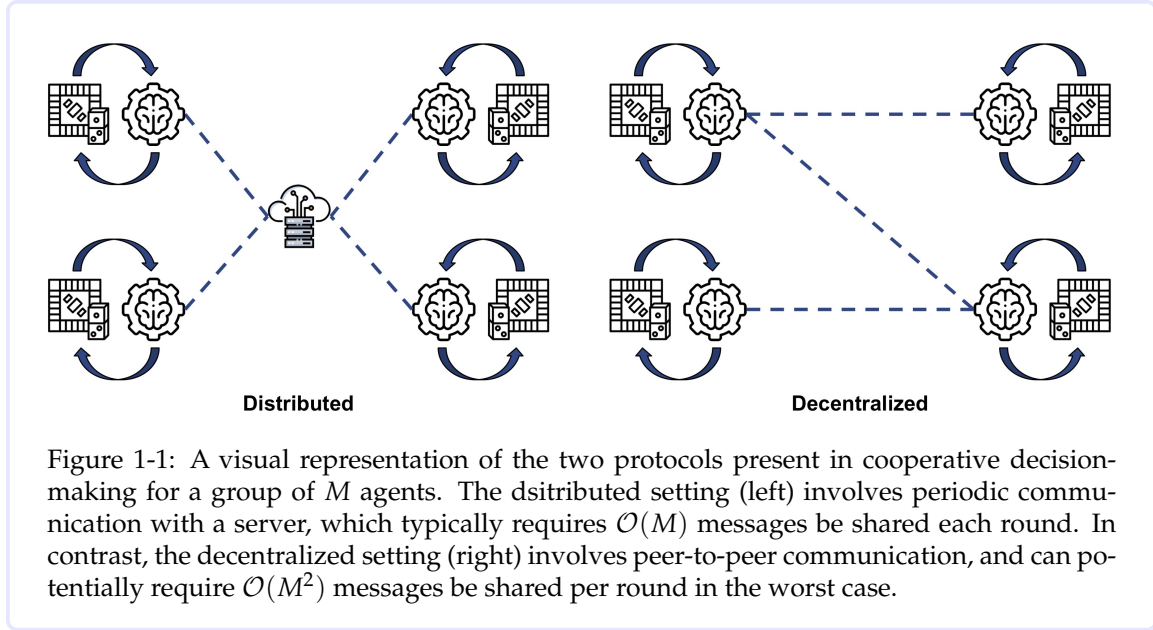 Distributed
Decentralized
Figure 1-1: A visual representation of the two protocols present in cooperative decision-
making for a group of M agents. The dsitributed setting (left) involves periodic commu-
nication with a server, which typically requires 𝒪(M) messages be shared each round. In
contrast, the decentralized setting (right) involves peer-to-peer communication, and can po-
tentially require 𝒪(M²) messages be shared per round in the worst case.